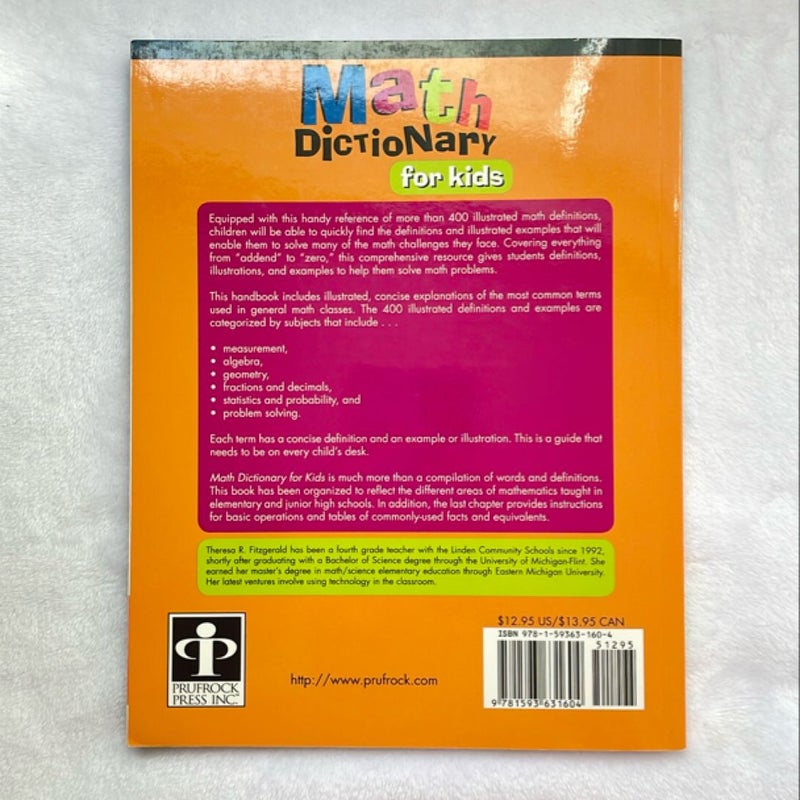 Math
Dictionary
for kids
Equipped with this handy reference of more than 400 illustrated math definitions,
children will be able to quickly find the definitions and illustrated examples that will
enable them to solve many of the math challenges they face. Covering everything
from "addend" to "zero," this comprehensive resource gives students definitions,
illustrations, and examples to help them solve math problems.
This handbook includes illustrated, concise explanations of the most common terms
used in general math classes. The 400 illustrated definitions and examples are
categorized by subjects that include . . .
• measurement,
• algebra,
• geometry,
• fractions and decimals,
• statistics and probability, and
• problem solving.
Each term has a concise definition and an example or illustration. This is a guide that
needs to be on every child's desk.
Math Dictionary for Kids is much more than a compilation of words and definitions.
This book has been organized to reflect the different areas of mathematics taught in
elementary and junior high schools. In addition, the last chapter provides instructions
for basic operations and tables of commonly-used facts and equivalents.
Theresa R. Fitzgerald has been a fourth grade teacher with the Linden Community Schools since 1992,
shortly after graduating with a Bachelor of Science degree through the University of Michigan-Flint. She
earned her master's degree in math/science elementary education through Eastern Michigan University.
Her latest ventures involve using technology in the classroom.
$12.95 US/$13.95 CAN
ISBN 978-1-59363-160-4
51295
9 781593 631604
http://www.prufrock.com
PRUFROCK
PRESS INC.